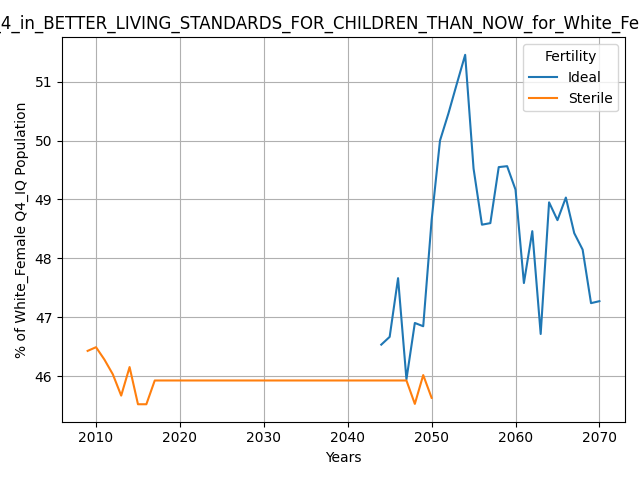 _4_in_BETTER_LIVING_STANDARDS_FOR_CHILDREN_THAN_NOW_for_White_Fe
Fertility
Ideal
Sterile
51
50
49
48
47
46
% of White_Female Q4_IQ Population
2010 2020 2030 2040 2050 2060 2070
Years